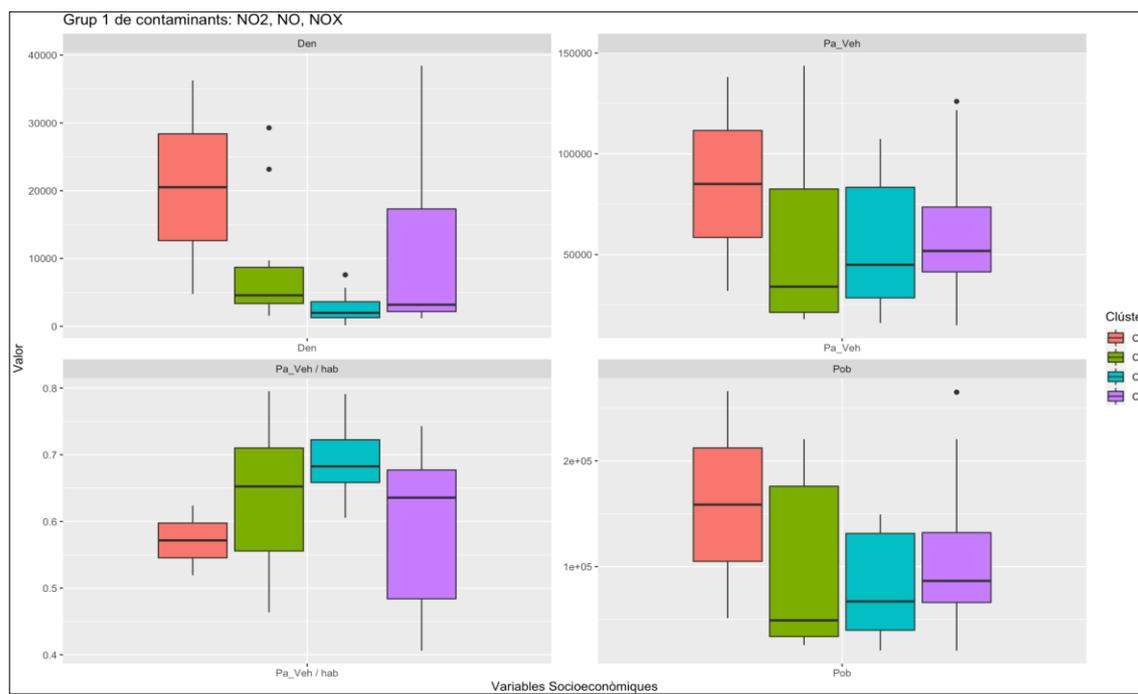 Grup 1 de contaminants: NO2, NO, NOX
Den
Pa_Veh
40000
30000
20000
10000
0
150000
100000
50000
Den
Pa_Veh
Valor
Clúste
C
C
C
C
Pa_Veh / hab
Pob
0.8
0.7
0.6
0.5
0.4
2e+05
1e+05
Pa_Veh / hab
Pob
Variables Socioeconòmiques